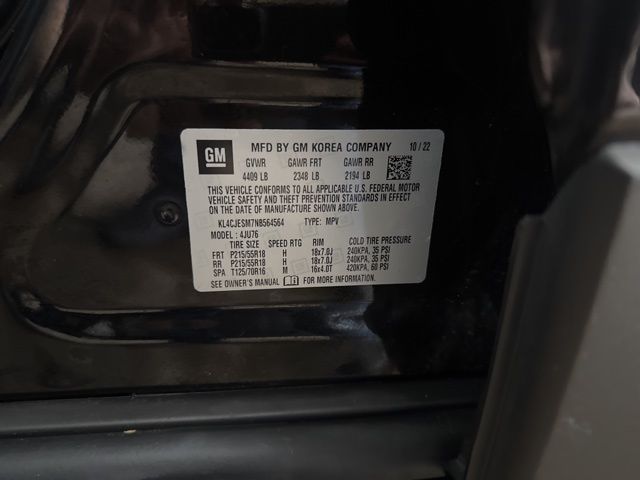 GM MFD BY GM KOREA COMPANY 10/22
GVWR GAWR FRT GAWR RR
4409 LB 2348 LB 2194 LB
THIS VEHICLE CONFORMS TO ALL APPLICABLE U.S. FEDERAL MOTOR
VEHICLE SAFETY AND THEFT PREVENTION STANDARDS IN EFFECT
ON THE DATE OF MANUFACTURE SHOWN ABOVE.
KL4CJESM7NB564564 TYPE: MPV
MODEL: 4JU76
TIRE SIZE SPEED RTG RIM COLD TIRE PRESSURE
FRT P215/55R18 H 18x7.0J 240KPA, 35 PSI
RR P215/55R18 H 18x7.0J 240KPA, 35 PSI
SPA T125/70R16 M 16x4.0T 420KPA, 60 PSI
SEE OWNER'S MANUAL FOR MORE INFORMATION.